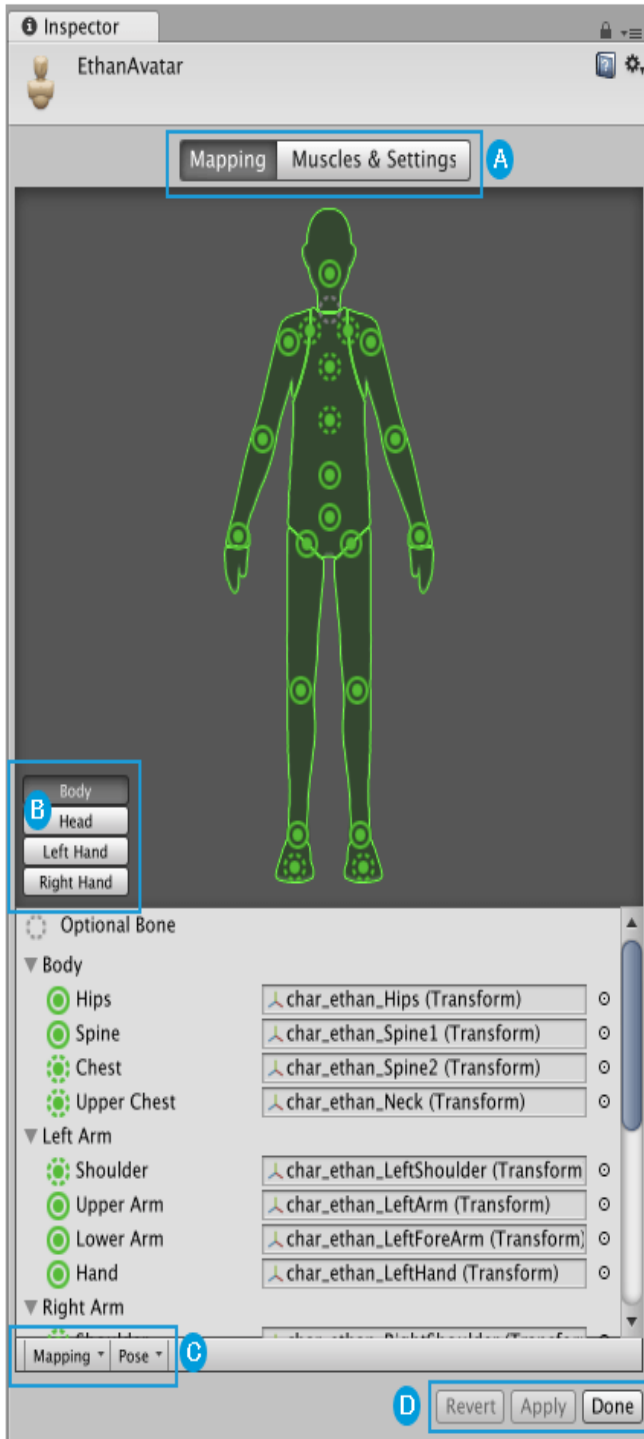 Inspector
EthanAvatar
Mapping Muscles & Settings A
B
Body
Head
Left Hand
Right Hand
Optional Bone
Body
Hips char_ethan_Hips (Transform)
Spine char_ethan_Spine1 (Transform)
Chest char_ethan_Spine2 (Transform)
Upper Chest char_ethan_Neck (Transform)
Left Arm
Shoulder char_ethan_LeftShoulder (Transform
Upper Arm char_ethan_LeftArm (Transform)
Lower Arm char_ethan_LeftForeArm (Transform)
Hand char_ethan_LeftHand (Transform)
Right Arm
Mapping Pose C
D Revert Apply Done